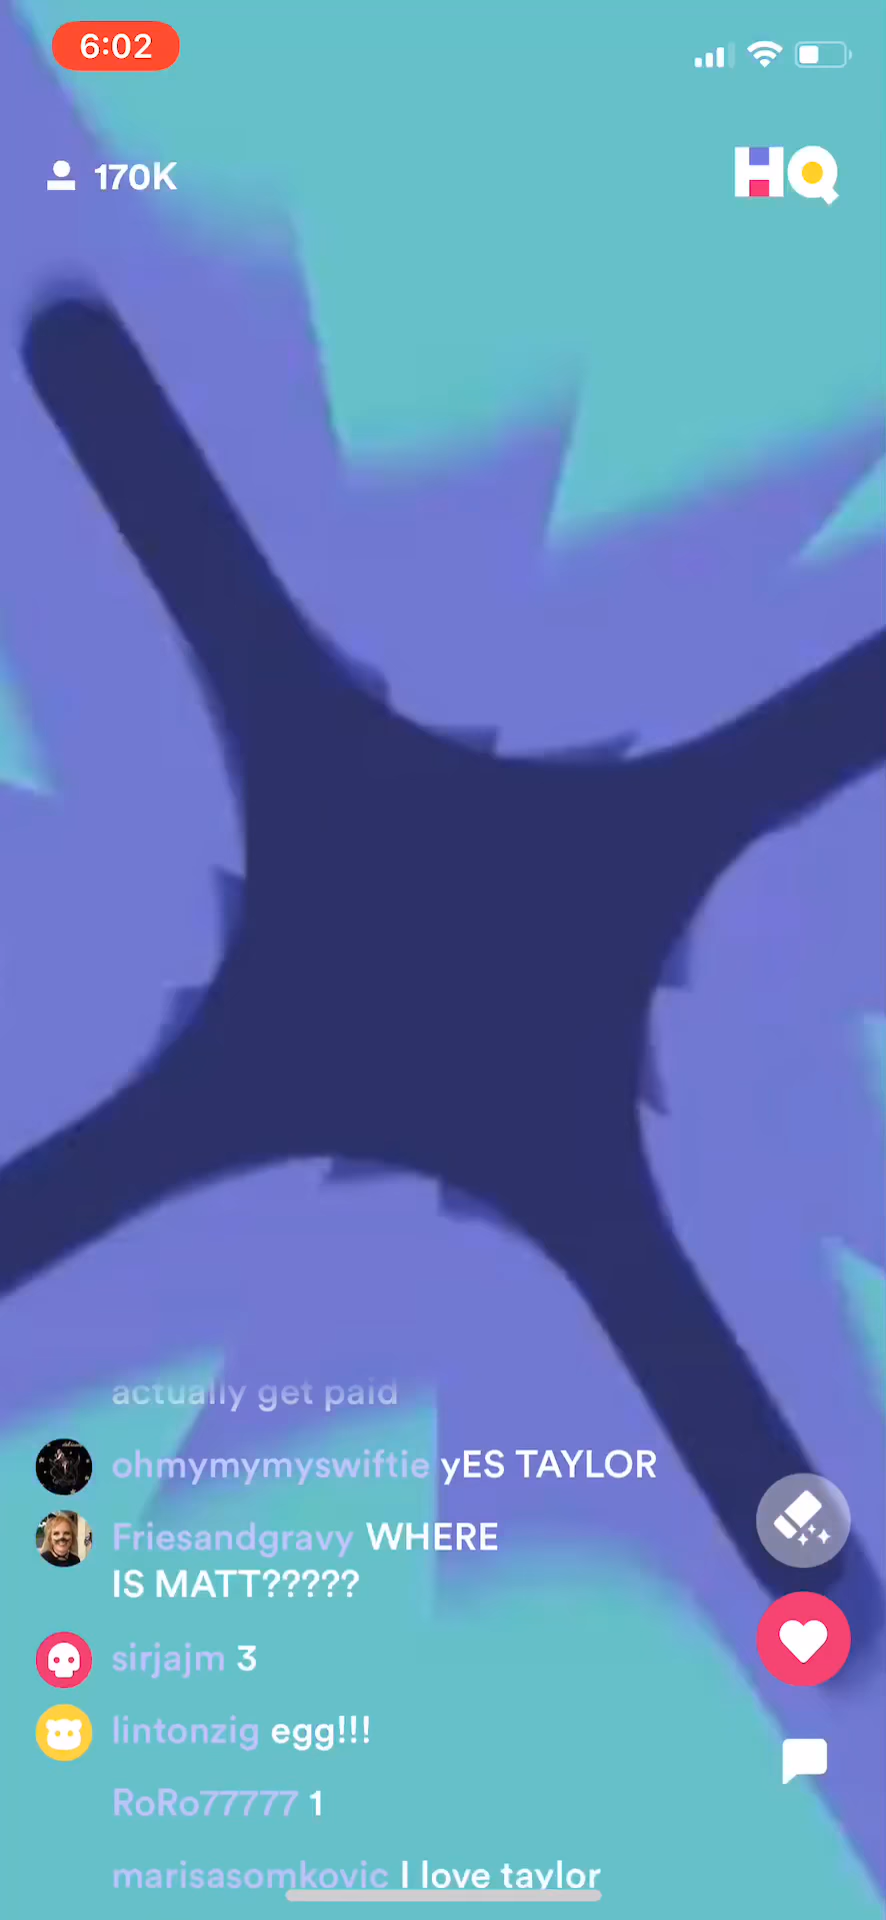 6:02
170K
HQ
actually get paid
ohmymymyswiftie yES TAYLOR
Friesandgravy WHERE
IS MATT?????
sirjajm 3
lintonzig egg!!!
RoRo77777 1
marisasomkovic I love taylor